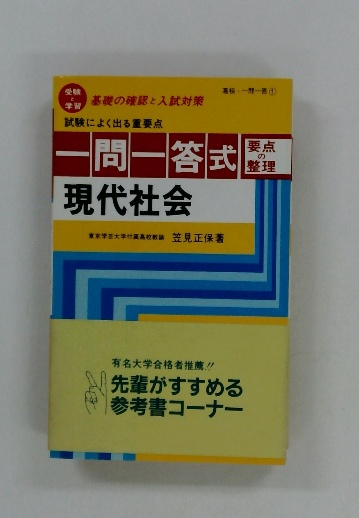 受験
と
学習
基礎の確認と入試対策
高校・一問一答①
試験によく出る重要点
一問一答式
要点
の
整理
現代社会
東京学芸大学付属高校教諭 笠見正保著
有名大学合格者推薦!!
先輩がすすめる
参考書コーナー